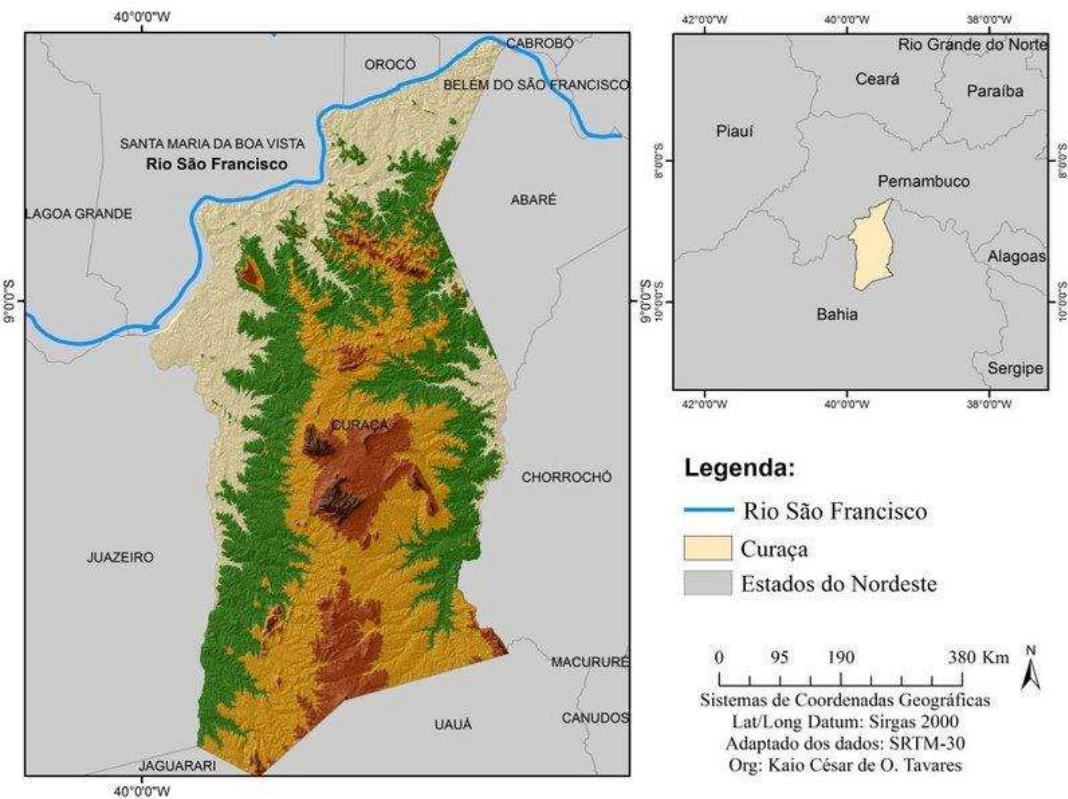 40°0'0"W
OROCÓ
CABROBÓ
BELÉM DO SÃO FRANCISCO
SANTA MARIA DA BOA VISTA
Rio São Francisco
LAGOA GRANDE
ABARÉ
9°0'0"S
9°0'0"S
CURAÇÁ
CHORROCHÓ
JUAZEIRO
MACURURÉ
UAUÁ
CANUDOS
JAGUARARI
40°0'0"W
42°0'0"W 40°0'0"W 38°0'0"W
Rio Grande do Norte
Ceará
Paraíba
Piauí
8°0'0"S
8°0'0"S
Pernambuco
Alagoas
10°0'0"S
10°0'0"S
Bahia
Sergipe
42°0'0"W 40°0'0"W 38°0'0"W
Legenda:
Rio São Francisco
Curaça
Estados do Nordeste
0 95 190 380 Km
N
Sistemas de Coordenadas Geográficas
Lat/Long Datum: Sirgas 2000
Adaptado dos dados: SRTM-30
Org: Kaio César de O. Tavares